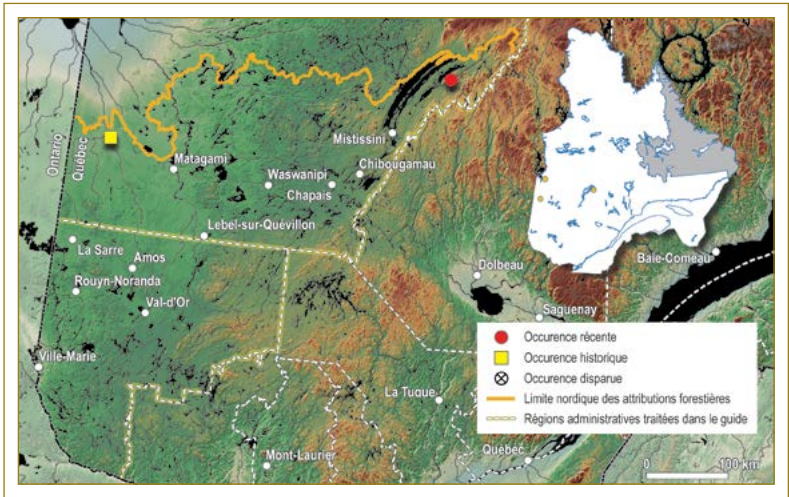 Ontario
Québec
Mistissini
Matagami
Waswanipi
Chibougamau
Chapais
Lebel-sur-Quévillon
La Sarre
Amos
Rouyn-Noranda
Val-d'Or
Ville-Marie
Dolbeau
Baie-Comeau
Saguenay
La Tuque
Mont-Laurier
Québec
Occurence récente
Occurence historique
Occurence disparue
Limite nordique des attributions forestières
Régions administratives traitées dans le guide
0 100 km